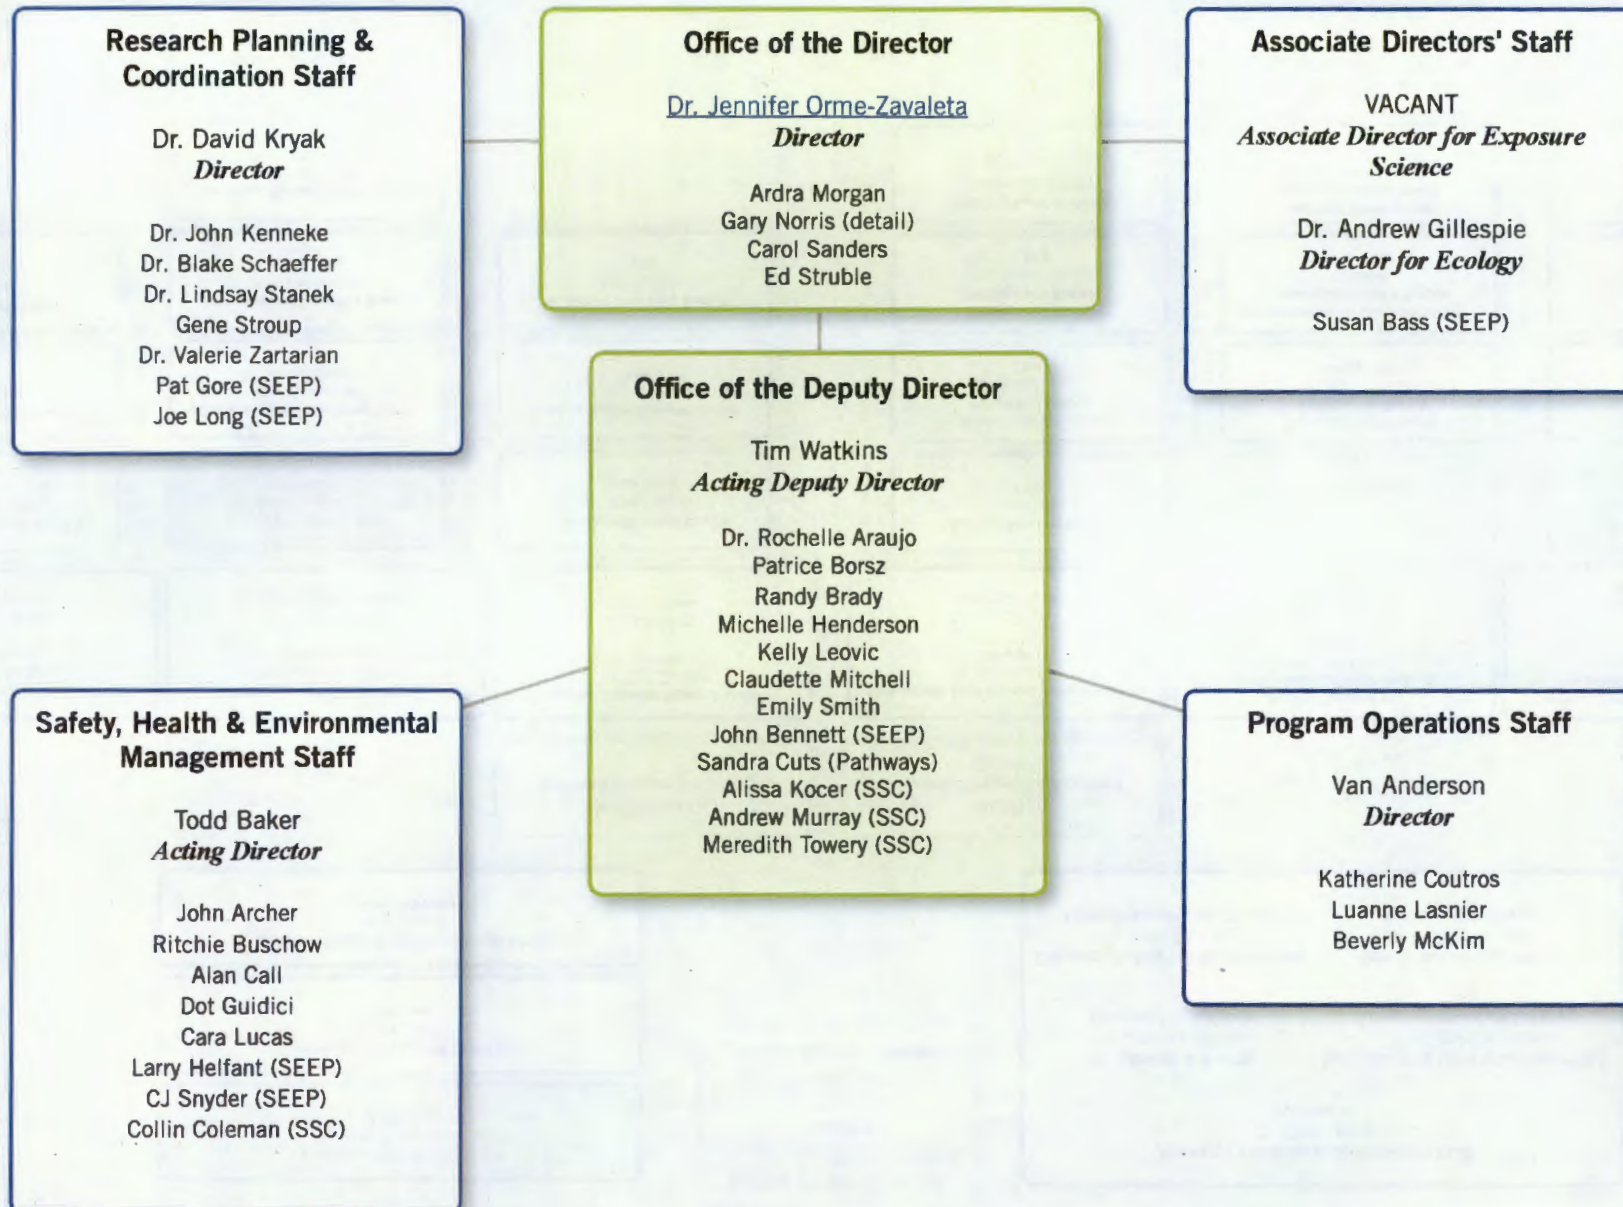 Research Planning &
Coordination Staff
Dr. David Kryak
Director
Dr. John Kenneke
Dr. Blake Schaeffer
Dr. Lindsay Stanek
Gene Stroup
Dr. Valerie Zartarian
Pat Gore (SEEP)
Joe Long (SEEP)
Office of the Director
Dr. Jennifer Orme-Zavaleta
Director
Ardra Morgan
Gary Norris (detail)
Carol Sanders
Ed Struble
Associate Directors' Staff
VACANT
Associate Director for Exposure
Science
Dr. Andrew Gillespie
Director for Ecology
Susan Bass (SEEP)
Office of the Deputy Director
Tim Watkins
Acting Deputy Director
Dr. Rochelle Araujo
Patrice Borsz
Randy Brady
Michelle Henderson
Kelly Leovic
Claudette Mitchell
Emily Smith
John Bennett (SEEP)
Sandra Cuts (Pathways)
Alissa Kocer (SSC)
Andrew Murray (SSC)
Meredith Towery (SSC)
Safety, Health & Environmental
Management Staff
Todd Baker
Acting Director
John Archer
Ritchie Buschow
Alan Call
Dot Guidici
Cara Lucas
Larry Helfant (SEEP)
CJ Snyder (SEEP)
Collin Coleman (SSC)
Program Operations Staff
Van Anderson
Director
Katherine Coutros
Luanne Lasnier
Beverly McKim